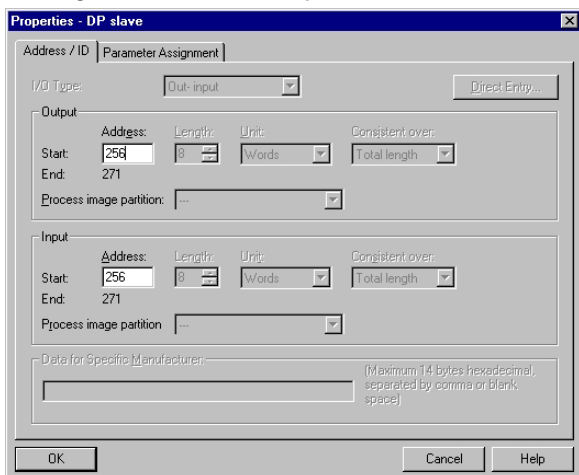 Properties - DP slave
Address / ID Parameter Assignment
I/O Type: Out- input Direct Entry...
Output
Address: Length: Unit: Consistent over:
Start: 256 8 Words Total length
End: 271
Process image partition: ---
Input
Address: Length: Unit: Consistent over:
Start: 256 8 Words Total length
End: 271
Process image partition ---
Data for Specific Manufacturer:
(Maximum 14 bytes hexadecimal,
separated by comma or blank
space)
OK Cancel Help